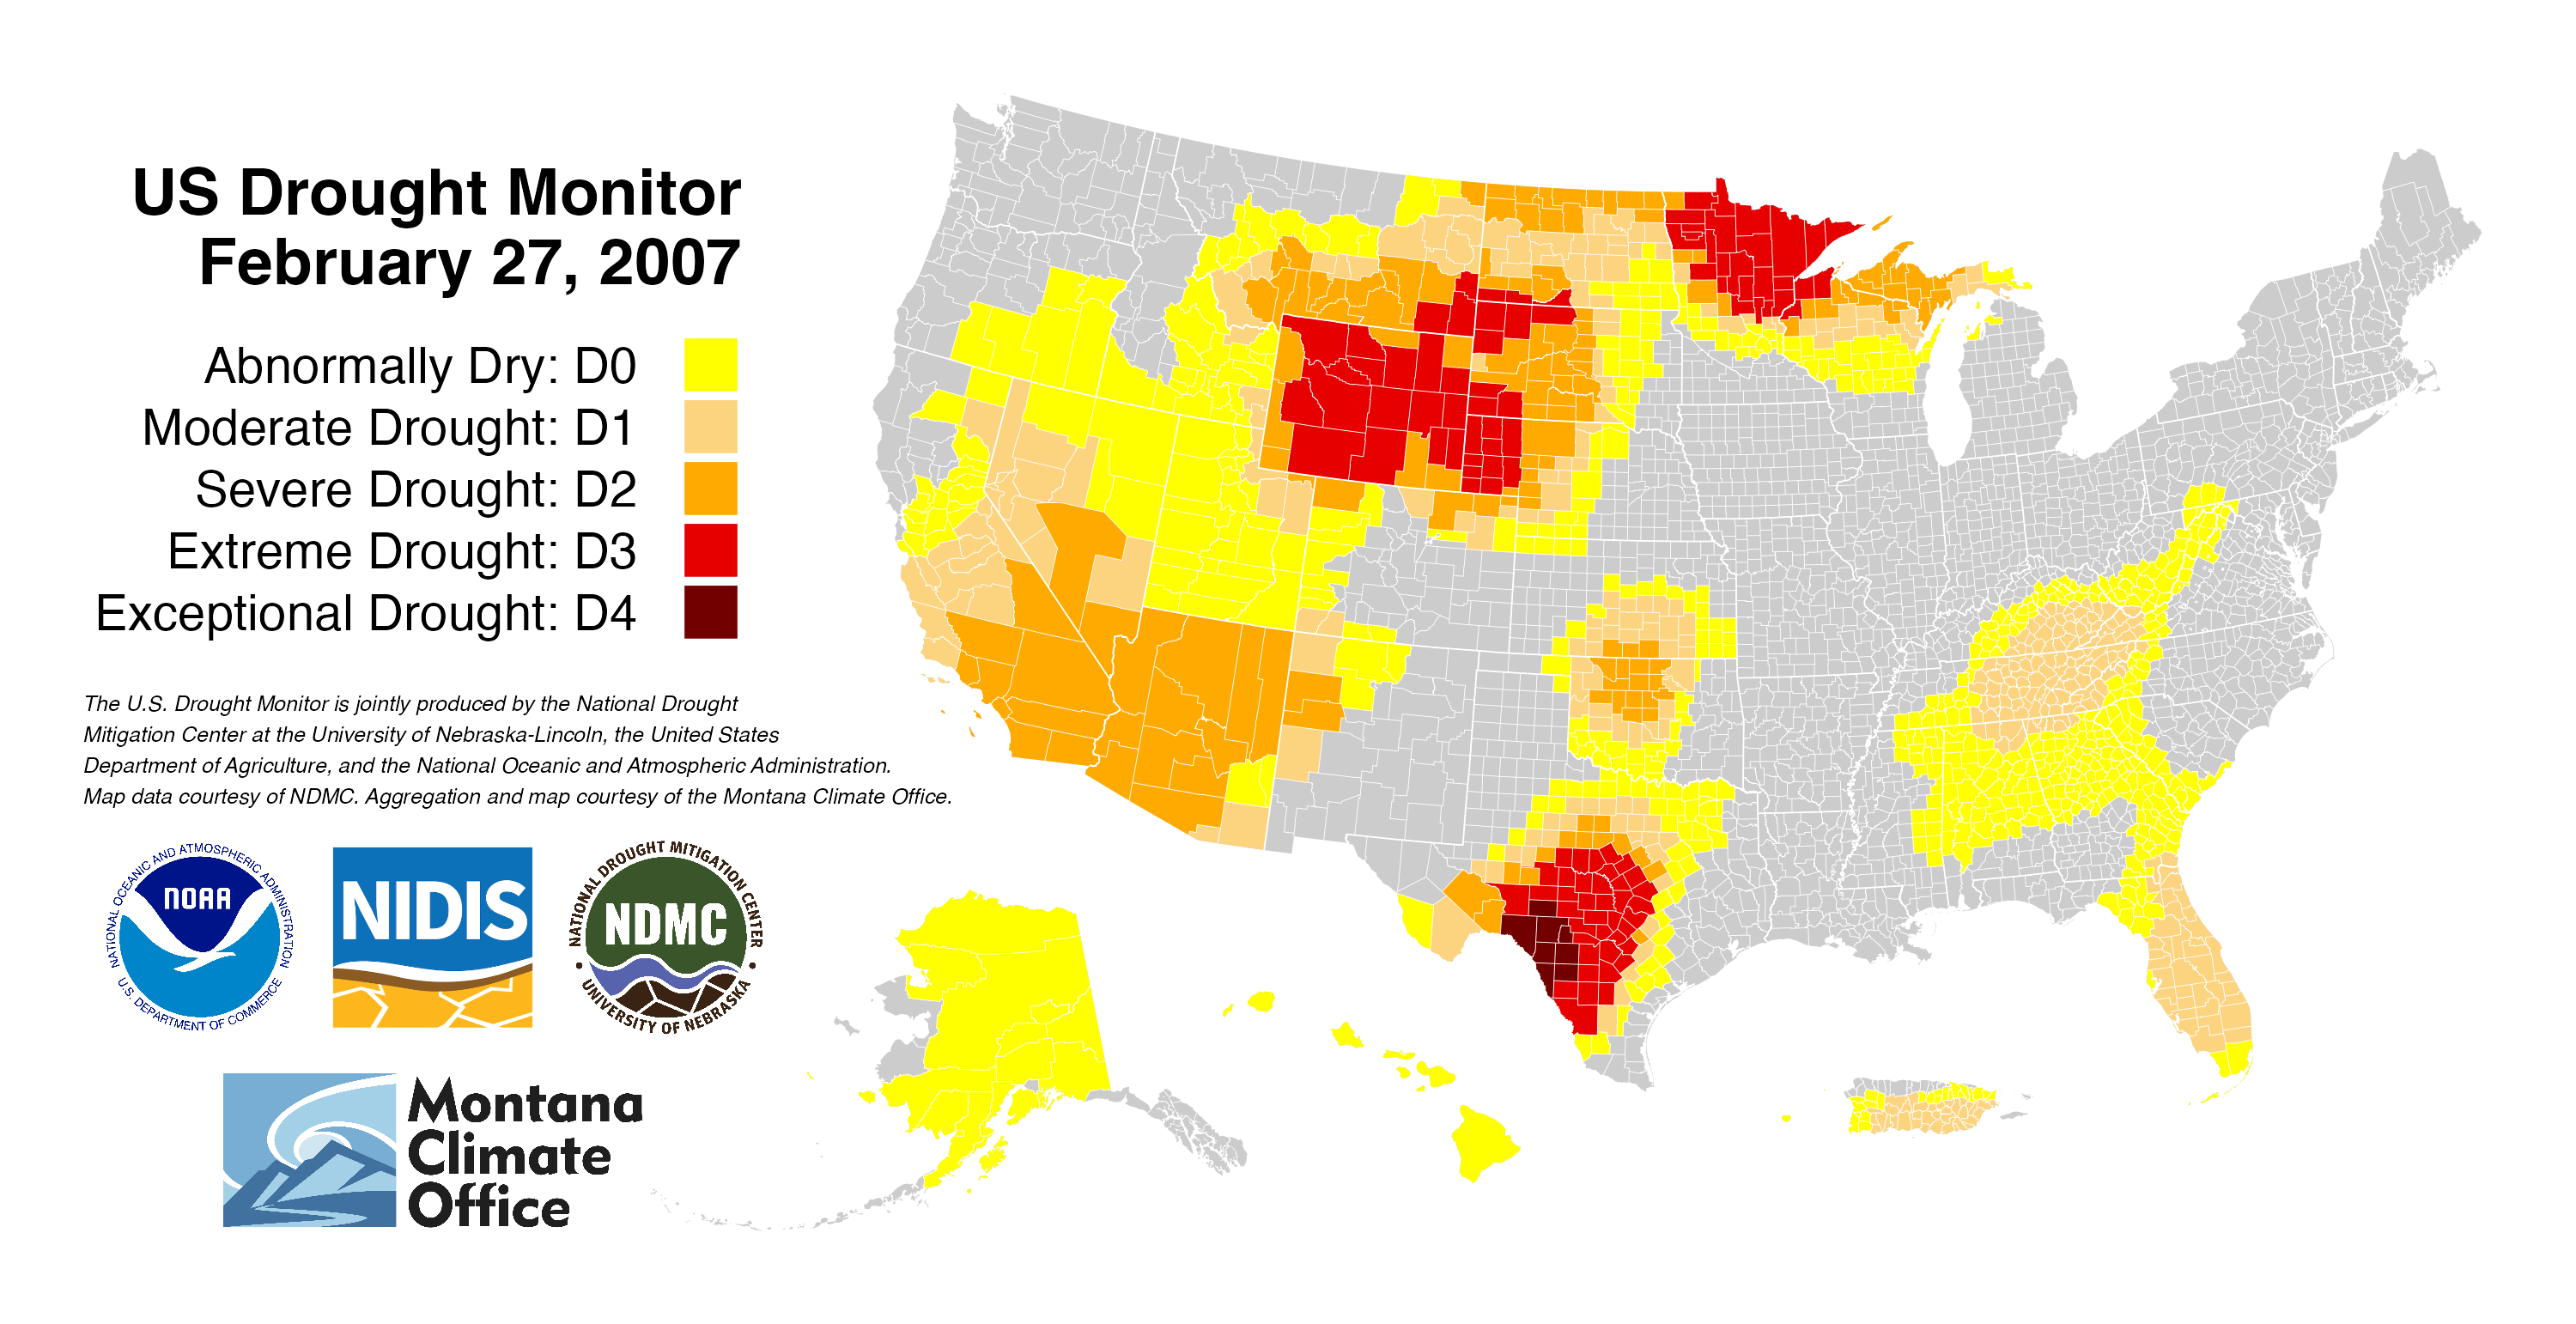 US Drought Monitor
February 27, 2007
Abnormally Dry: D0
Moderate Drought: D1
Severe Drought: D2
Extreme Drought: D3
Exceptional Drought: D4
The U.S. Drought Monitor is jointly produced by the National Drought
Mitigation Center at the University of Nebraska-Lincoln, the United States
Department of Agriculture, and the National Oceanic and Atmospheric Administration.
Map data courtesy of NDMC. Aggregation and map courtesy of the Montana Climate Office.
NATIONAL OCEANIC AND ATMOSPHERIC ADMINISTRATION
NOAA
U.S. DEPARTMENT OF COMMERCE
NIDIS
NATIONAL DROUGHT MITIGATION CENTER
NDMC
UNIVERSITY OF NEBRASKA
Montana
Climate
Office